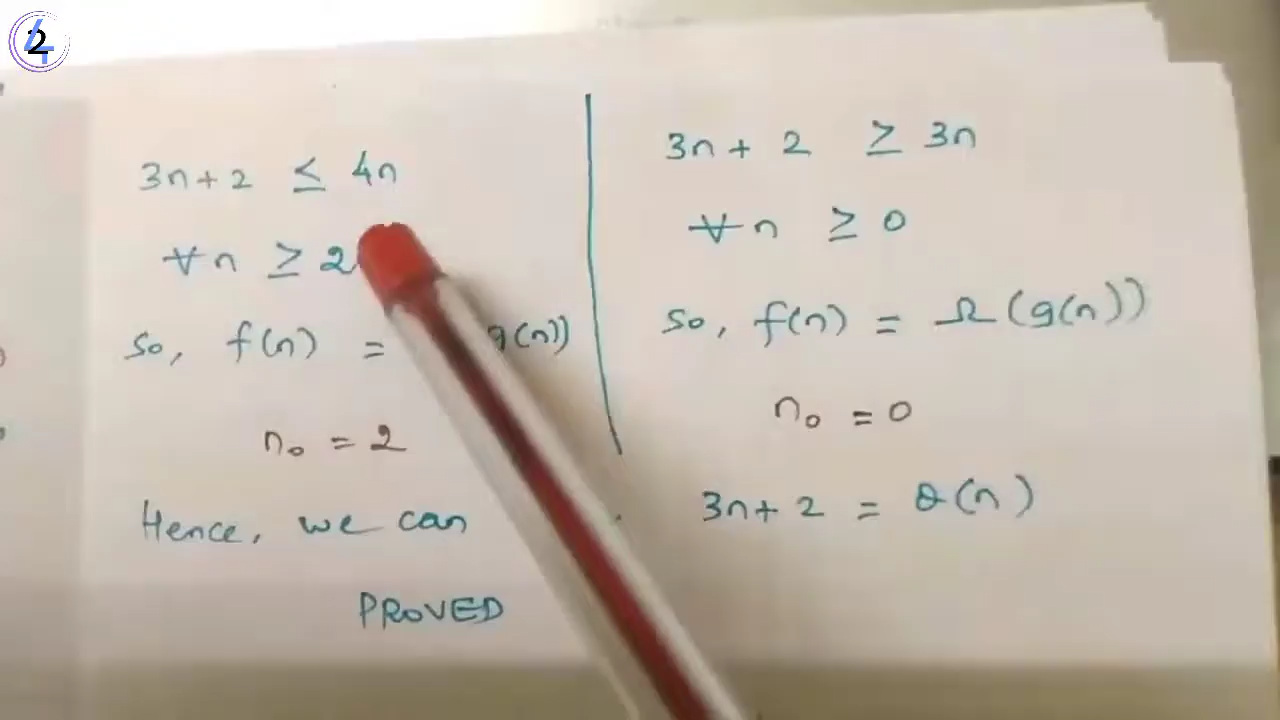 24
3n + 2 ≤ 4n
∀n ≥ 2
so, f(n) = g(n))
n₀ = 2
Hence, we can
PROVED
3n + 2 ≥ 3n
∀n ≥ 0
so, f(n) = Ω(g(n))
n₀ = 0
3n + 2 = θ(n)